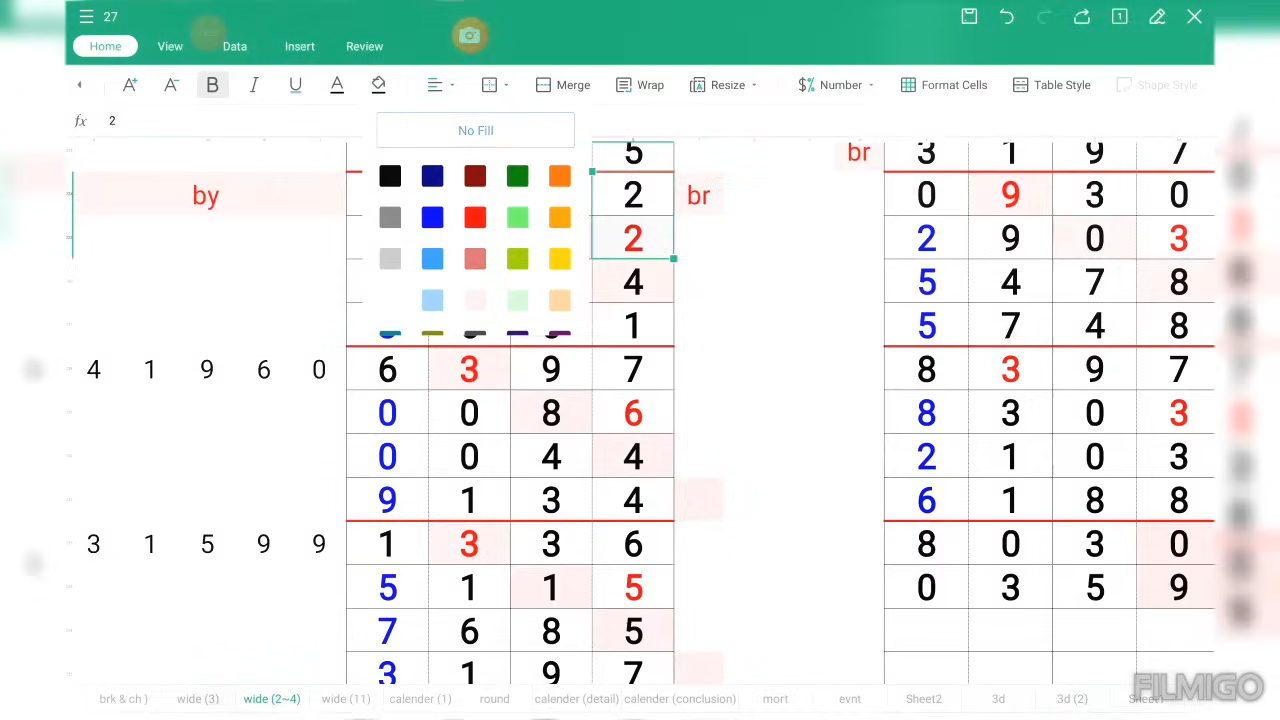 27
Home View Data Insert Review
A+ A- B I U A Merge Wrap Resize $% Number Format Cells Table Style Shape Style
fx 2
No Fill
5 br 3 1 9 7
by 2 br 0 9 3 0
2 2 9 0 3
4 5 4 7 8
1 5 7 4 8
4 1 9 6 0 6 3 9 7 8 3 9 7
0 0 8 6 8 3 0 3
0 0 4 4 2 1 0 3
9 1 3 4 6 1 8 8
3 1 5 9 9 1 3 3 6 8 0 3 0
5 1 1 5 0 3 5 9
7 6 8 5
3 1 9 7
brk & ch ) wide (3) wide (2~4) wide (11) calender (1) round calender (detail) calender (conclusion) mort evnt Sheet2 3d 3d (2)
FILMIGO